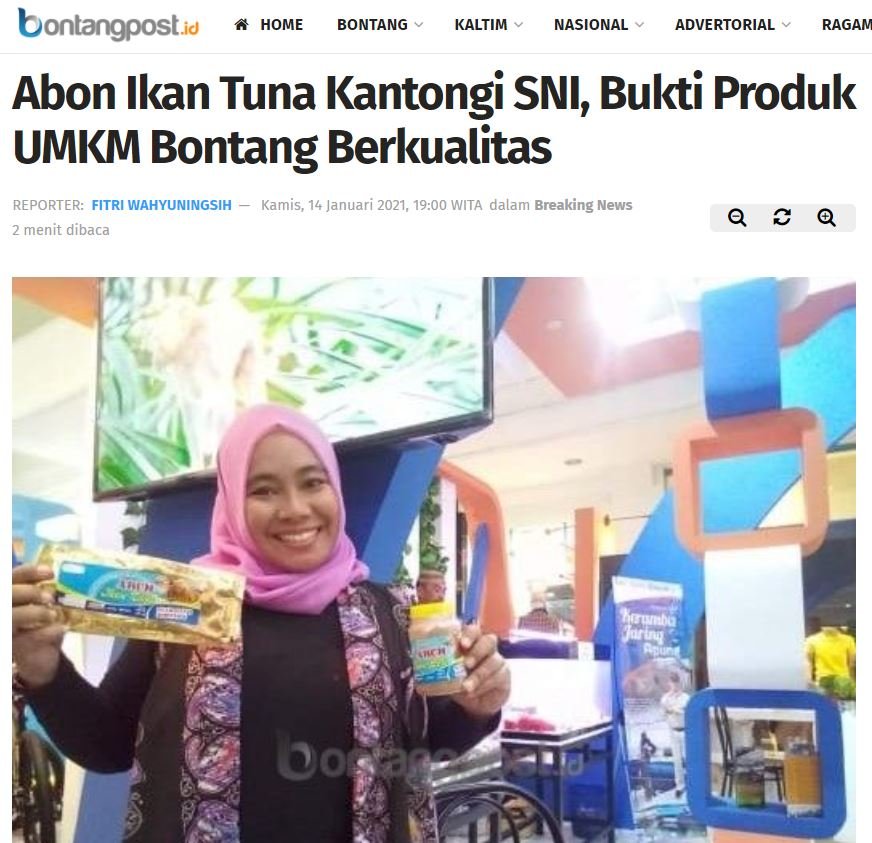 bontangpost.id
HOME BONTANG KALTIM NASIONAL ADVERTORIAL RAGAM
Abon Ikan Tuna Kantongi SNI, Bukti Produk
UMKM Bontang Berkualitas
REPORTER: FITRI WAHYUNINGSIH — Kamis, 14 Januari 2021, 19:00 WITA dalam Breaking News
2 menit dibaca
Keramba
Jaring
Apung
bontangpost.id